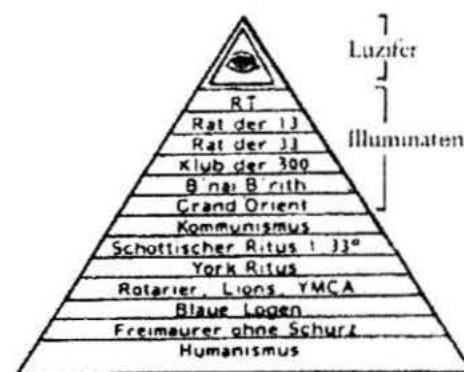 Luzifer
RT
Rat der 13
Rat der 33
Illuminaten
Klub der 300
B'nai B'rith
Grand Orient
Kommunismus
Schottischer Ritus 1 33°
York Ritus
Rotarier, Lions, YMCA
Blaue Logen
Freimaurer ohne Schurz
Humanismus